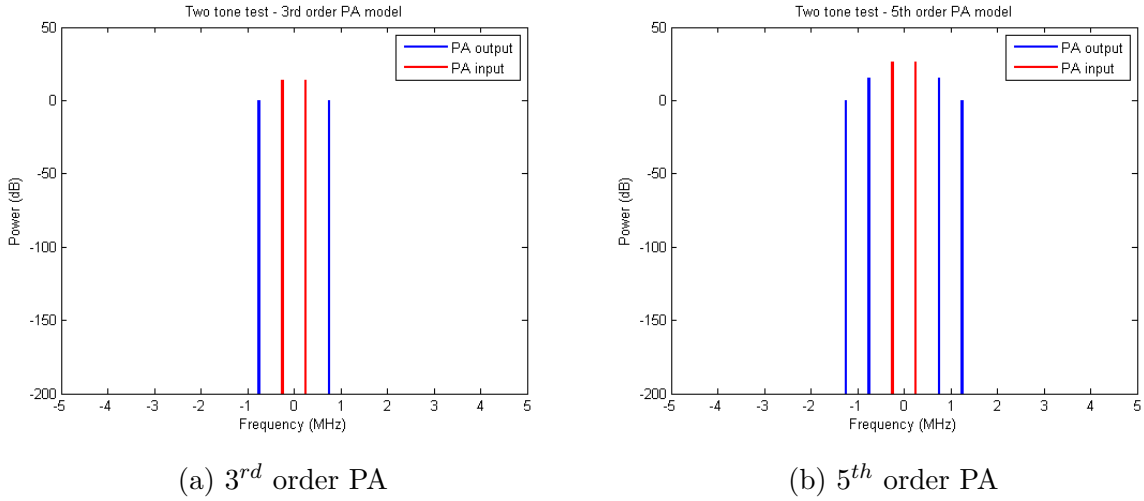 Two tone test - 3rd order PA model
50
0
-50
-100
-150
-200
Power (dB)
PA output
PA input
-5 -4 -3 -2 -1 0 1 2 3 4 5
Frequency (MHz)
(a) 3rd order PA
Two tone test - 5th order PA model
50
0
-50
-100
-150
-200
Power (dB)
PA output
PA input
-5 -4 -3 -2 -1 0 1 2 3 4 5
Frequency (MHz)
(b) 5th order PA